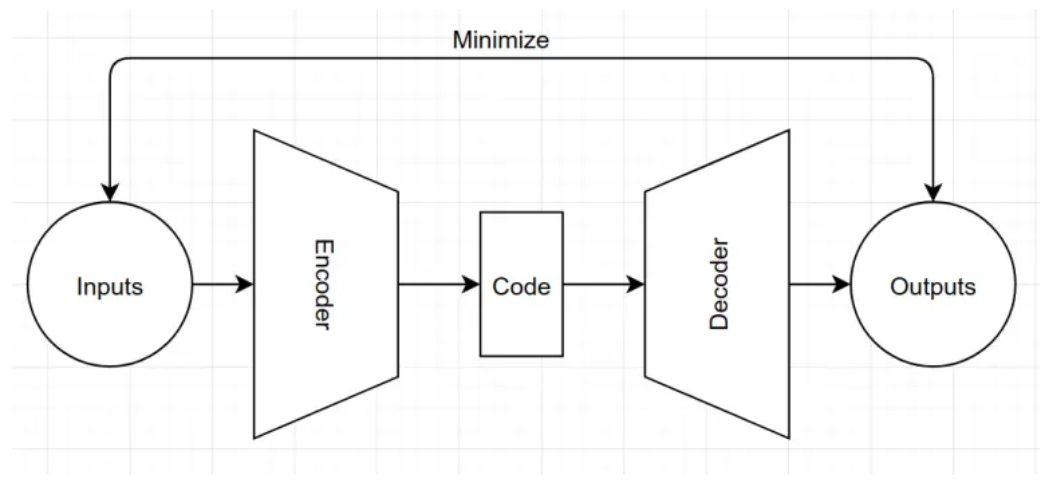 Minimize
Inputs
Encoder
Code
Decoder
Outputs